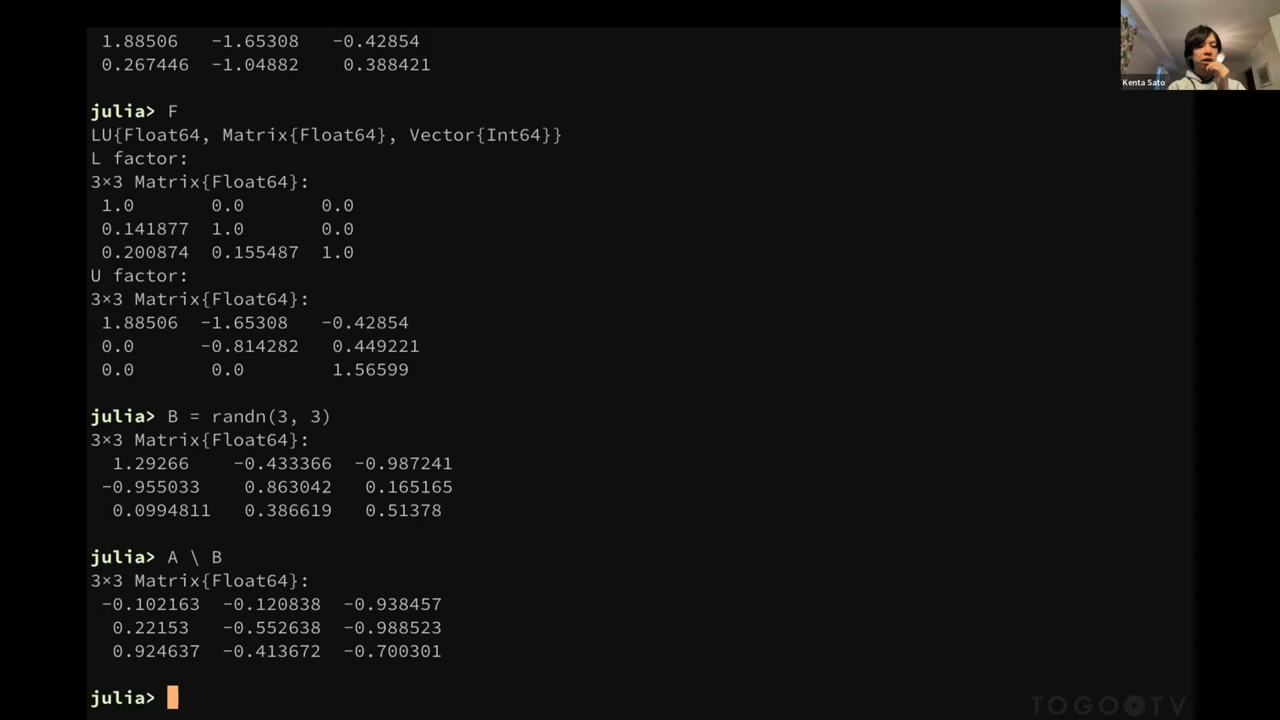 1.88506 -1.65308 -0.42854
0.267446 -1.04882 0.388421
julia> F
LU{Float64, Matrix{Float64}, Vector{Int64}}
L factor:
3×3 Matrix{Float64}:
1.0 0.0 0.0
0.141877 1.0 0.0
0.200874 0.155487 1.0
U factor:
3×3 Matrix{Float64}:
1.88506 -1.65308 -0.42854
0.0 -0.814282 0.449221
0.0 0.0 1.56599
julia> B = randn(3, 3)
3×3 Matrix{Float64}:
1.29266 -0.433366 -0.987241
-0.955033 0.863042 0.165165
0.0994811 0.386619 0.51378
julia> A \ B
3×3 Matrix{Float64}:
-0.102163 -0.120838 -0.938457
0.22153 -0.552638 -0.988523
0.924637 -0.413672 -0.700301
julia>
Kenta Sato
TOGOTV